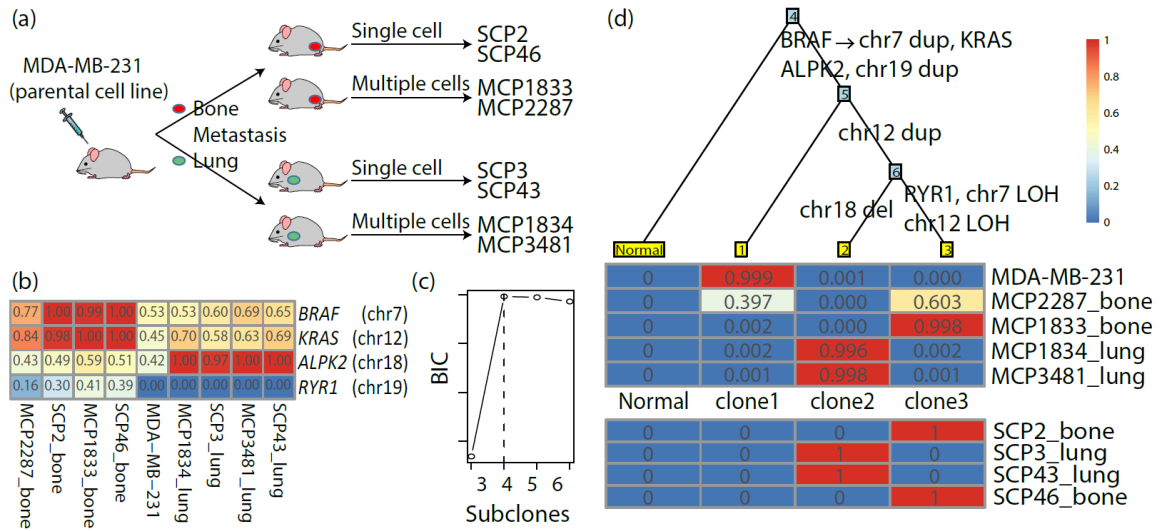 (a)
MDA-MB-231
(parental cell line)
Bone
Metastasis
Lung
Single cell
SCP2
SCP46
Multiple cells
MCP1833
MCP2287
Single cell
SCP3
SCP43
Multiple cells
MCP1834
MCP3481
(b)
0.77 1.00 0.99 1.00 0.53 0.53 0.60 0.69 0.65 BRAF (chr7)
0.84 0.98 1.00 1.00 0.45 0.70 0.58 0.63 0.69 KRAS (chr12)
0.43 0.49 0.59 0.51 0.42 1.00 0.97 1.00 1.00 ALPK2 (chr18)
0.16 0.30 0.41 0.39 0.00 0.00 0.00 0.00 0.00 RYR1 (chr19)
MCP2287_bone
SCP2_bone
MCP1833_bone
SCP46_bone
MDA-MB-231
MCP1834_lung
SCP3_lung
MCP3481_lung
SCP43_lung
(c)
BIC
3 4 5 6
Subclones
(d)
4
BRAF → chr7 dup, KRAS
ALPK2, chr19 dup
5
chr12 dup
6
chr18 del
RYR1, chr7 LOH
chr12 LOH
Normal 1 2 3
1
0.8
0.6
0.4
0.2
0
0 0.999 0.001 0.000 MDA-MB-231
0 0.397 0.000 0.603 MCP2287_bone
0 0.002 0.000 0.998 MCP1833_bone
0 0.002 0.996 0.002 MCP1834_lung
0 0.001 0.998 0.001 MCP3481_lung
Normal clone1 clone2 clone3
0 0 0 1 SCP2_bone
0 0 1 0 SCP3_lung
0 0 1 0 SCP43_lung
0 0 0 1 SCP46_bone